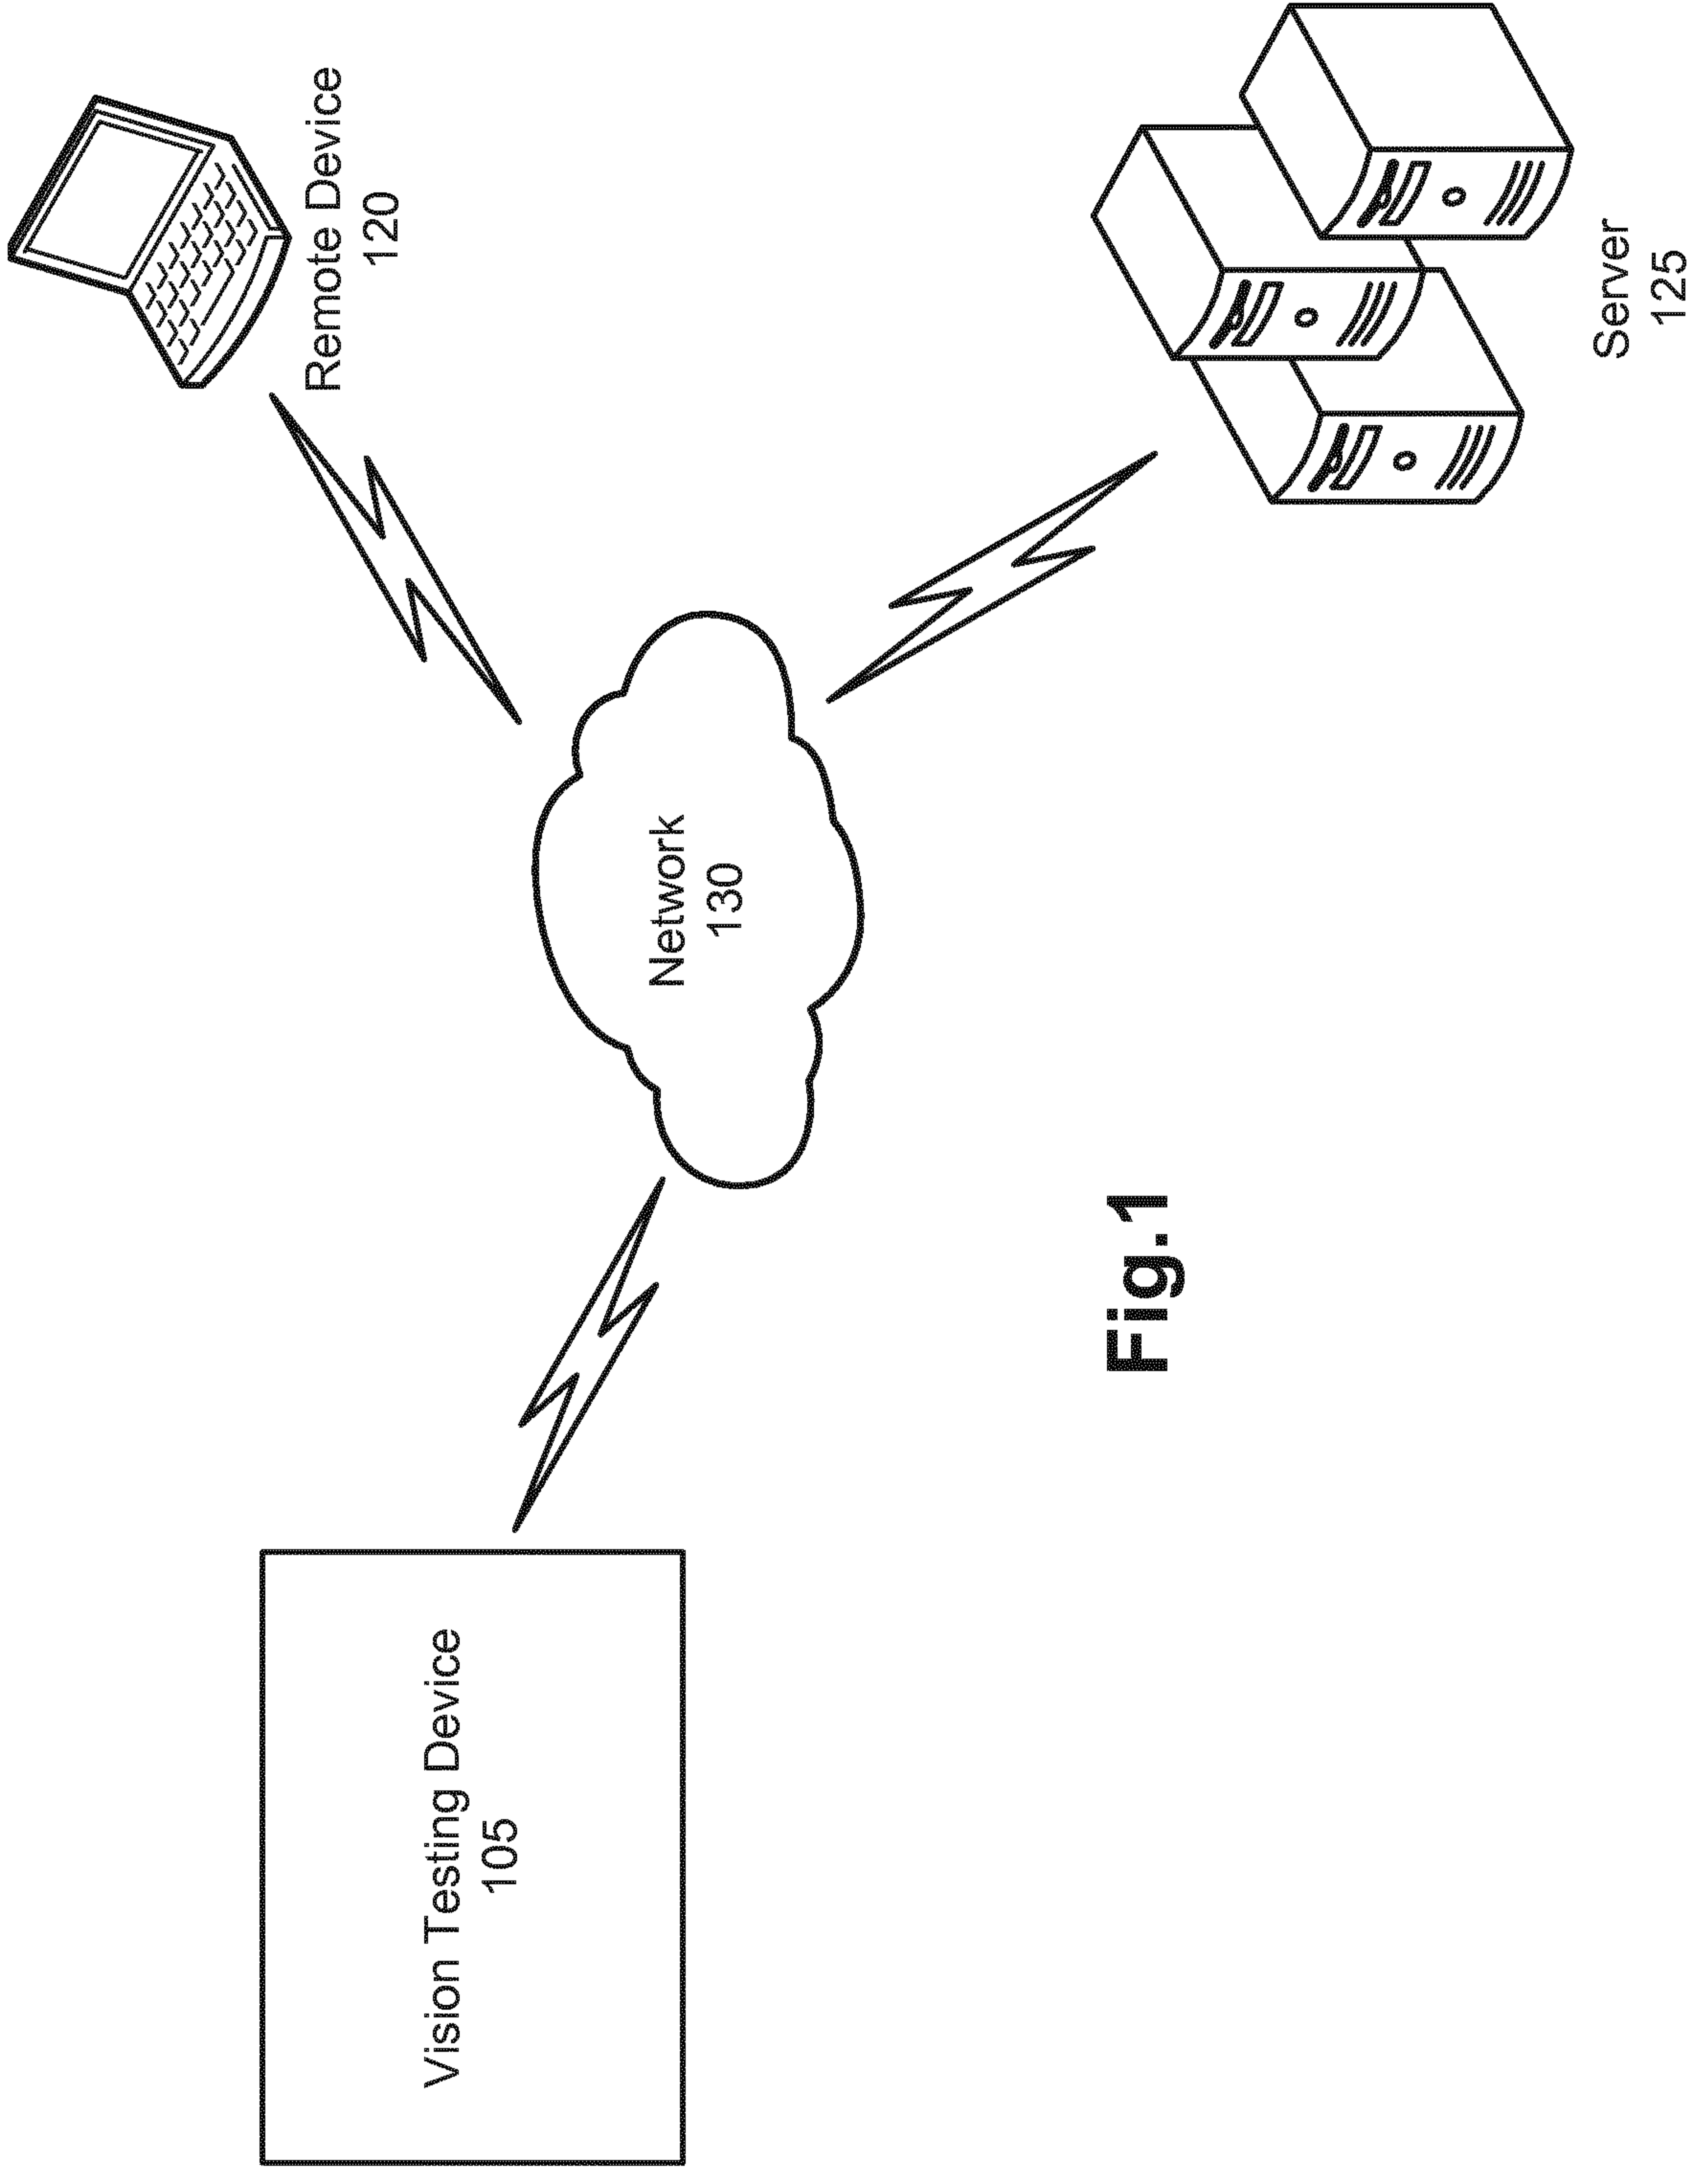 Vision Testing Device
105
Network
130
Remote Device
120
Server
125
Fig.1